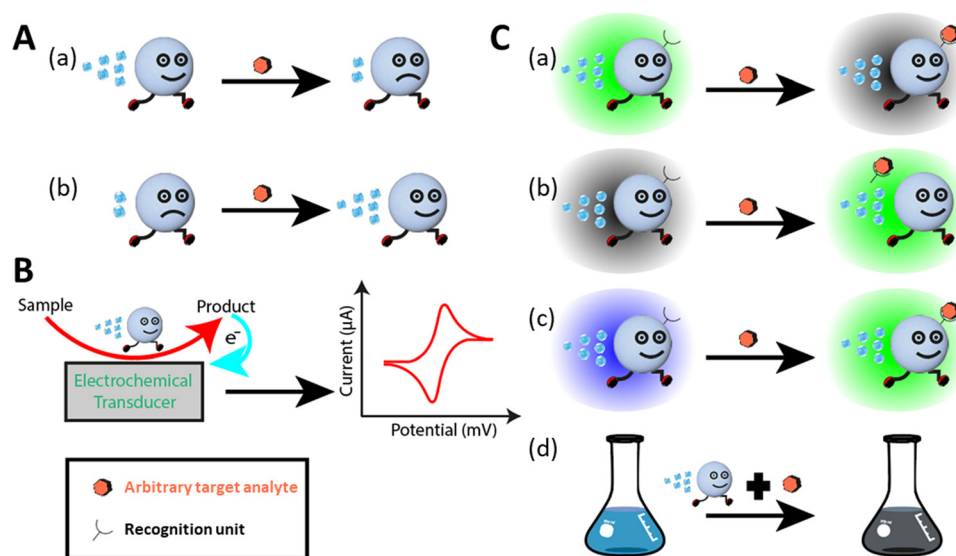 A
(a)
(b)
B
Sample
Product
e⁻
Electrochemical
Transducer
Current (µA)
Potential (mV)
Arbitrary target analyte
Recognition unit
C
(a)
(b)
(c)
(d)